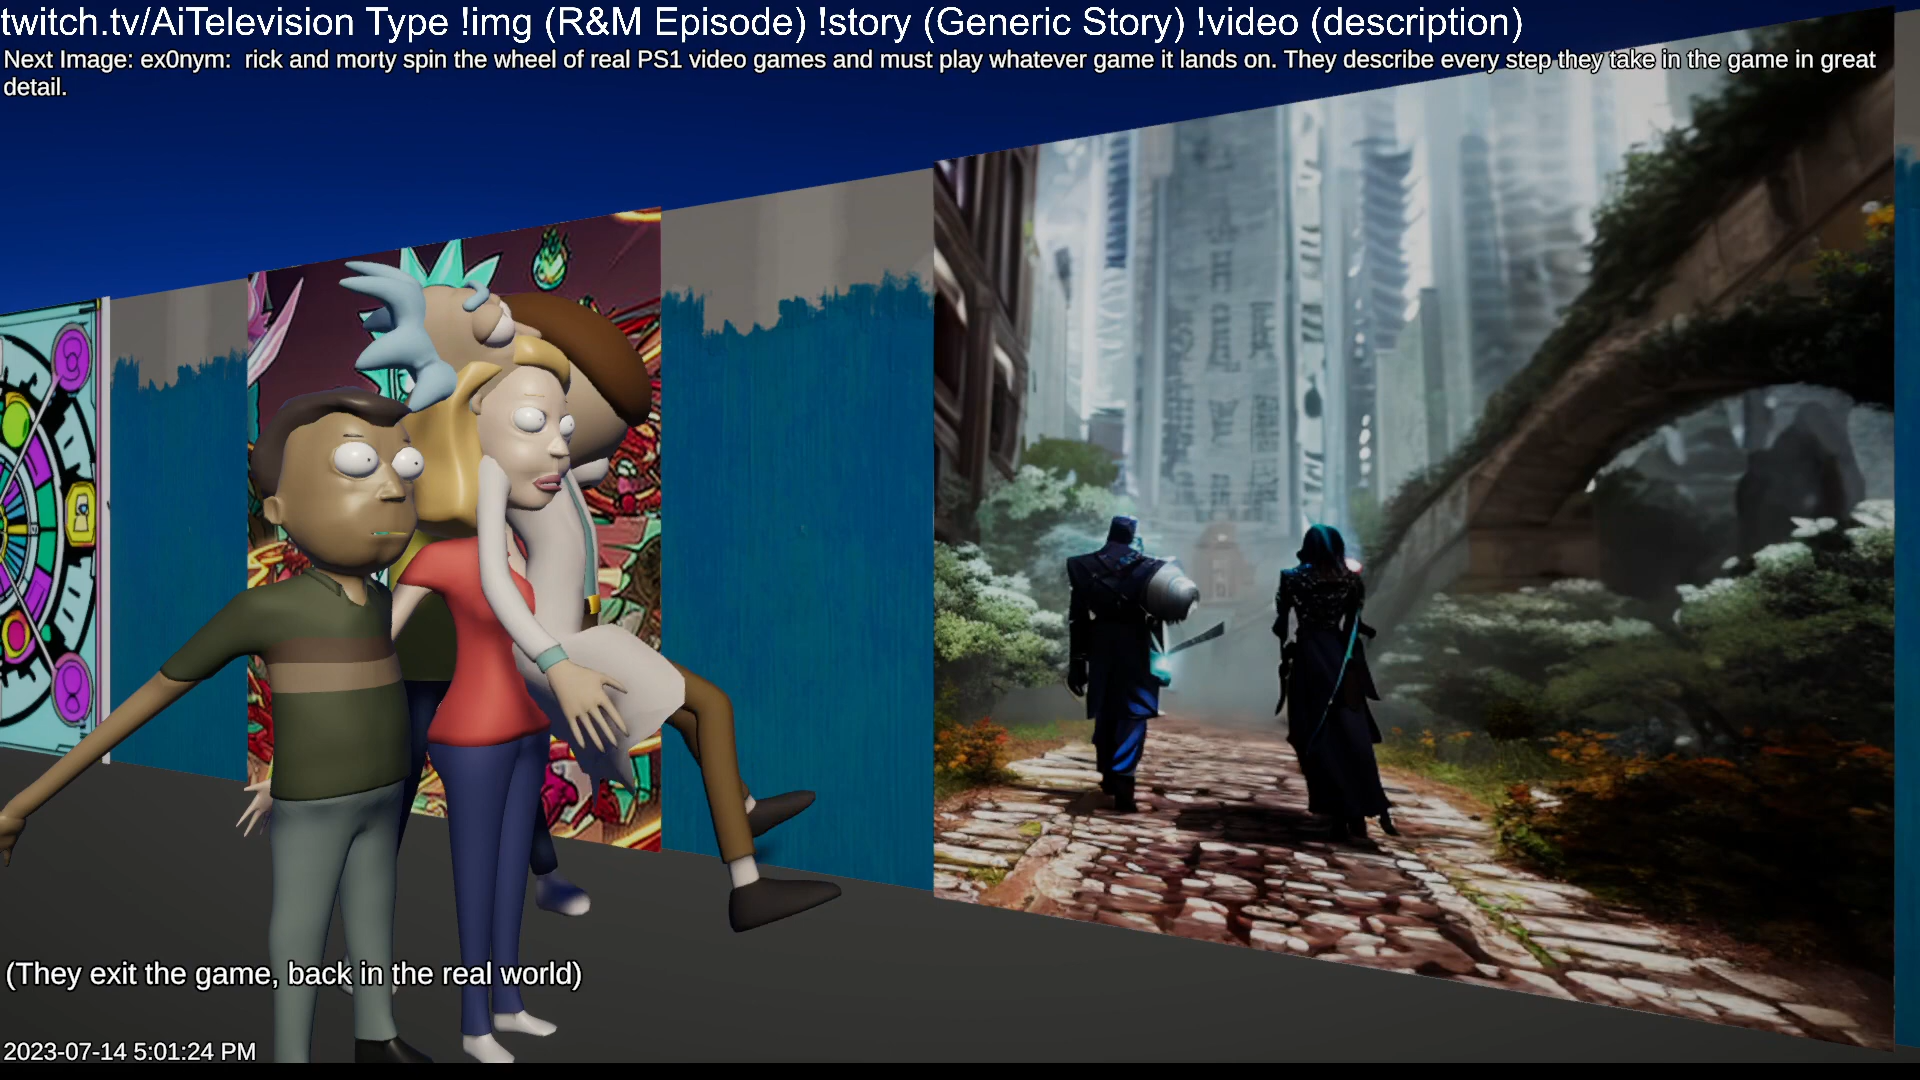 twitch.tv/AiTelevision Type !img (R&M Episode) !story (Generic Story) !video (description)
Next Image: ex0nym:  rick and morty spin the wheel of real PS1 video games and must play whatever game it lands on. They describe every step they take in the game in great
detail.
(They exit the game, back in the real world)
2023-07-14 5:01:24 PM